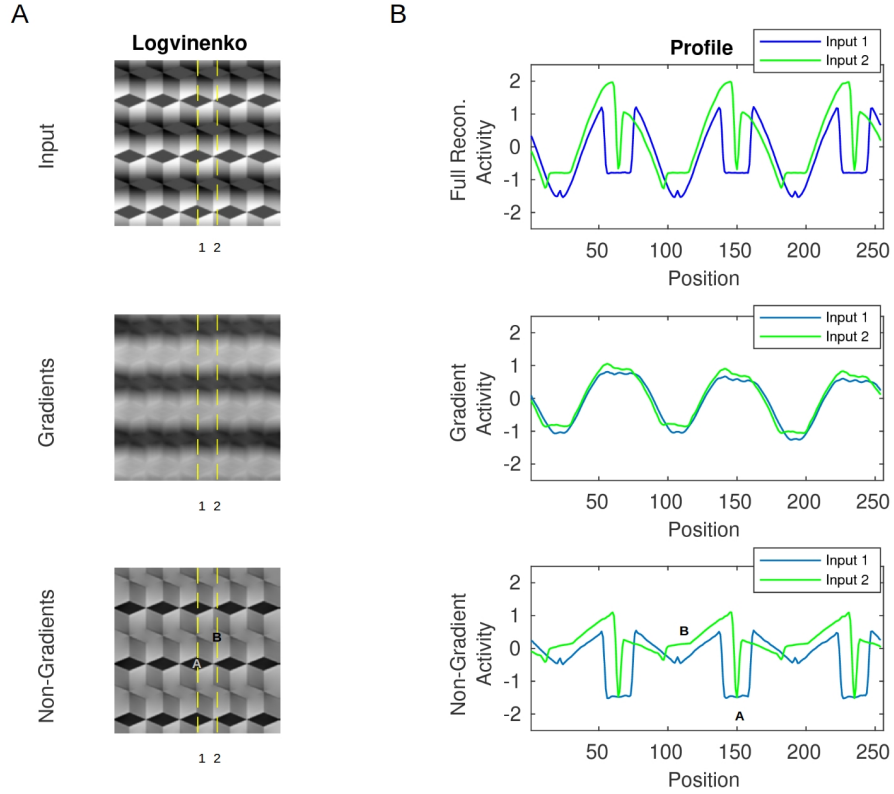 A
B
Logvinenko
Input
1 2
Gradients
1 2
Non-Gradients
B
A
1 2
Profile
Input 1
Input 2
Full Recon.
Activity
2
1
0
-1
-2
50 100 150 200 250
Position
Input 1
Input 2
Gradient
Activity
2
1
0
-1
-2
50 100 150 200 250
Position
Input 1
Input 2
Non-Gradient
Activity
2
1
0
-1
-2
B
A
50 100 150 200 250
Position